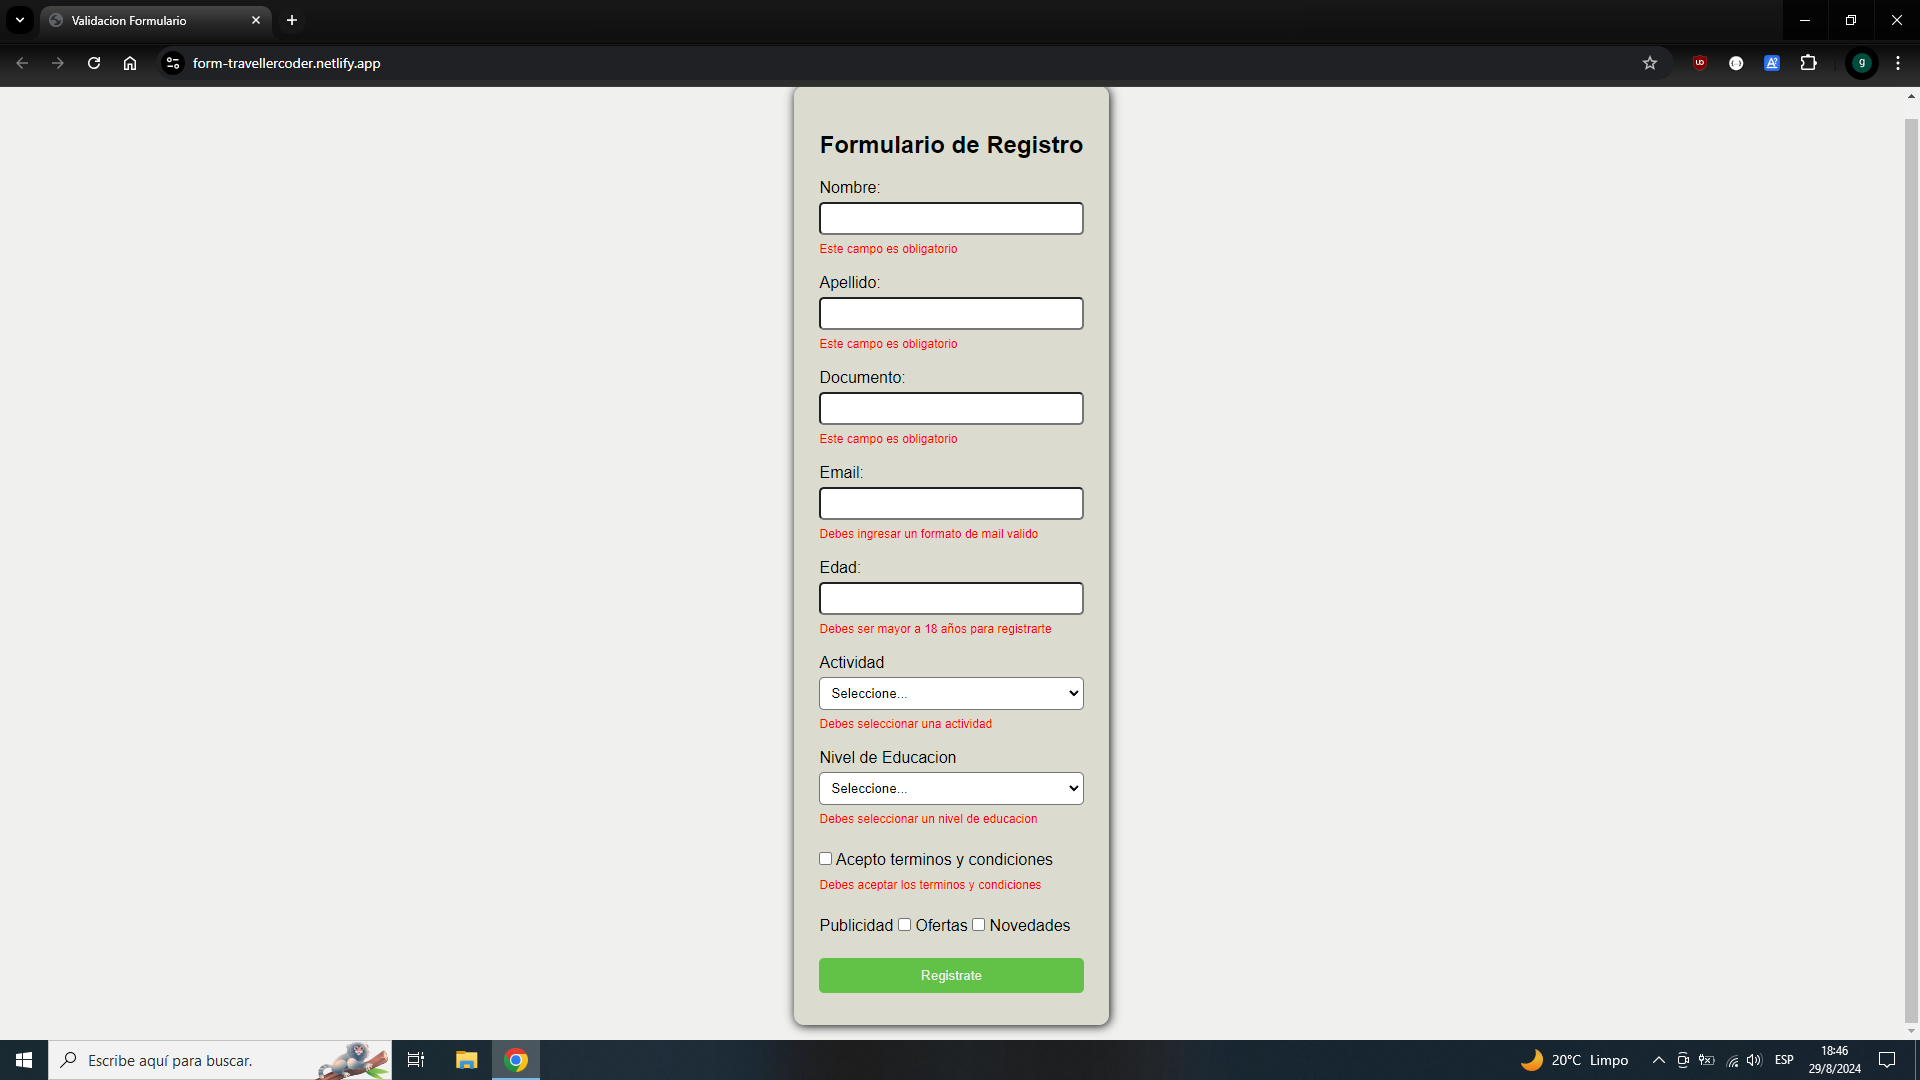 Validacion Formulario
form-travellercoder.netlify.app
g
Formulario de Registro
Nombre:
Este campo es obligatorio
Apellido:
Este campo es obligatorio
Documento:
Este campo es obligatorio
Email:
Debes ingresar un formato de mail valido
Edad:
Debes ser mayor a 18 años para registrarte
Actividad
Seleccione...
Debes seleccionar una actividad
Nivel de Educacion
Seleccione...
Debes seleccionar un nivel de educacion
Acepto terminos y condiciones
Debes aceptar los terminos y condiciones
Publicidad Ofertas Novedades
Registrate
Escribe aquí para buscar.
20°C Limpo
ESP
18:46
29/8/2024